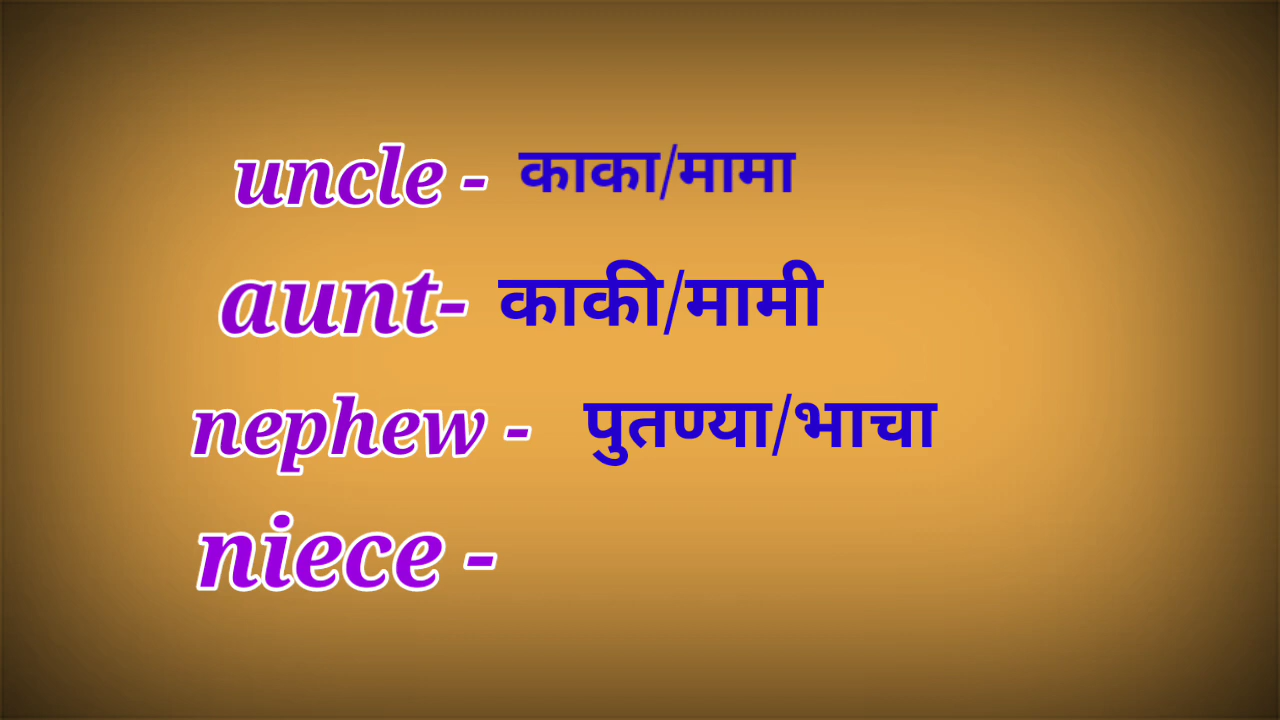 uncle - काका/मामा
aunt- काकी/मामी
nephew - पुतण्या/भाचा
niece -